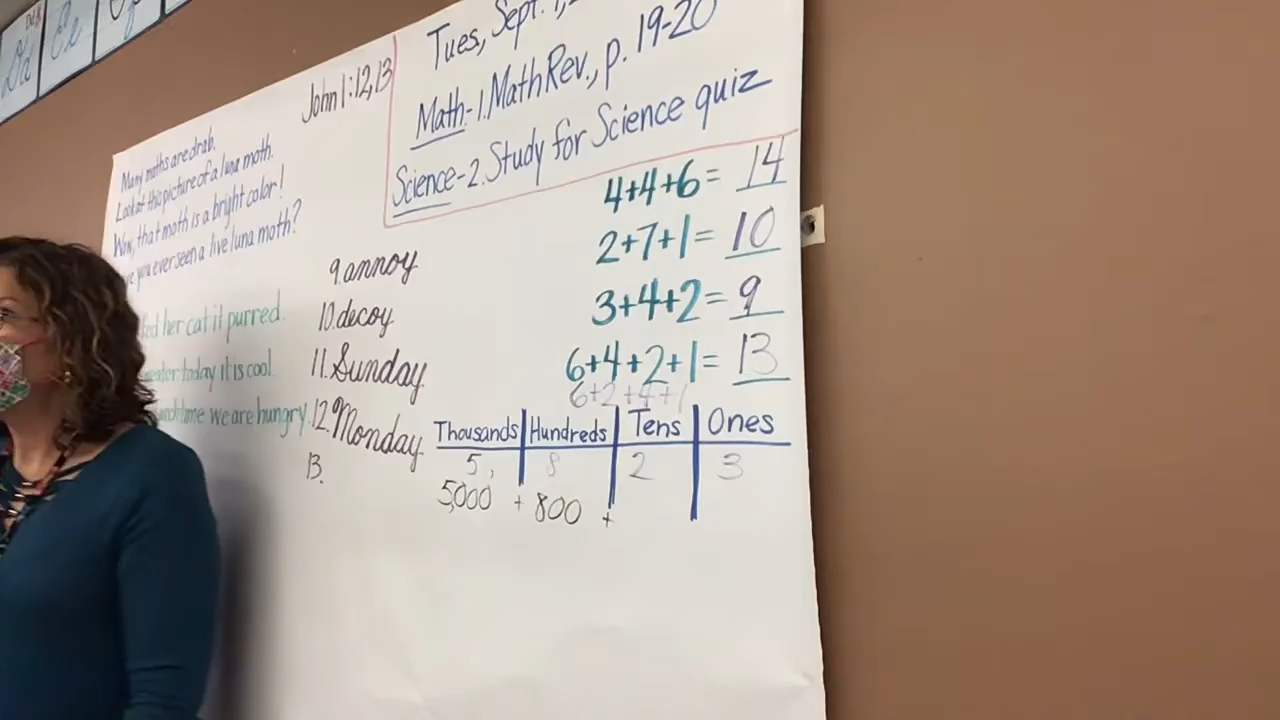 Dd
Ee
John 1:12,13
Tues, Sept. 1,
Math-1. Math Rev., p. 19-20
Science-2. Study for Science quiz
Many moths are drab.
Look at this picture of a luna moth.
Wow, that moth is a bright color!
you ever seen a live luna moth?
her cat it purred.
today it is cool
we are hungry.
9. annoy
10. decoy
11. Sunday
12. Monday
13.
4+4+6= 14
2+7+1= 10
3+4+2= 9
6+4+2+1= 13
6+2+4+1
Thousands Hundreds Tens Ones
5, 8 2 3
5,000 + 800 +